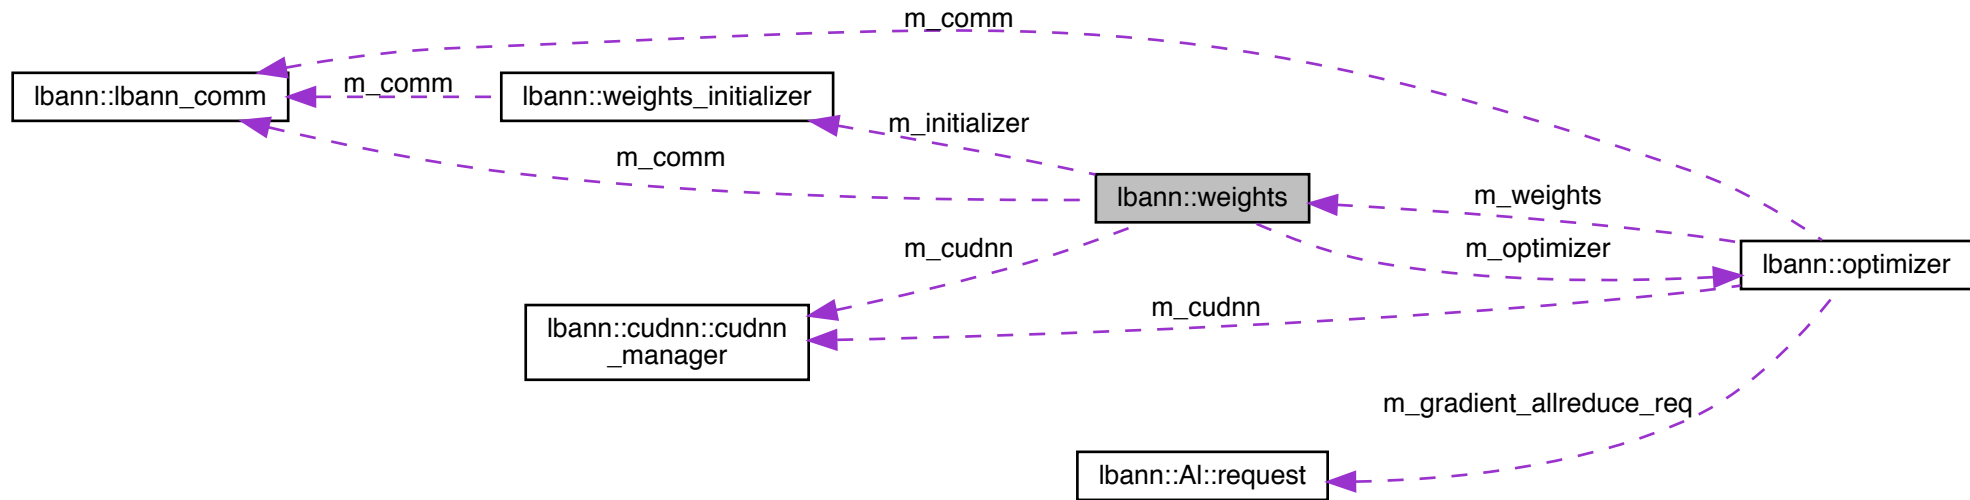 m_comm
lbann::lbann_comm
m_comm
lbann::weights_initializer
m_initializer
m_comm
lbann::weights
m_weights
m_cudnn
m_optimizer
lbann::optimizer
m_cudnn
lbann::cudnn::cudnn
_manager
m_gradient_allreduce_req
lbann::Al::request